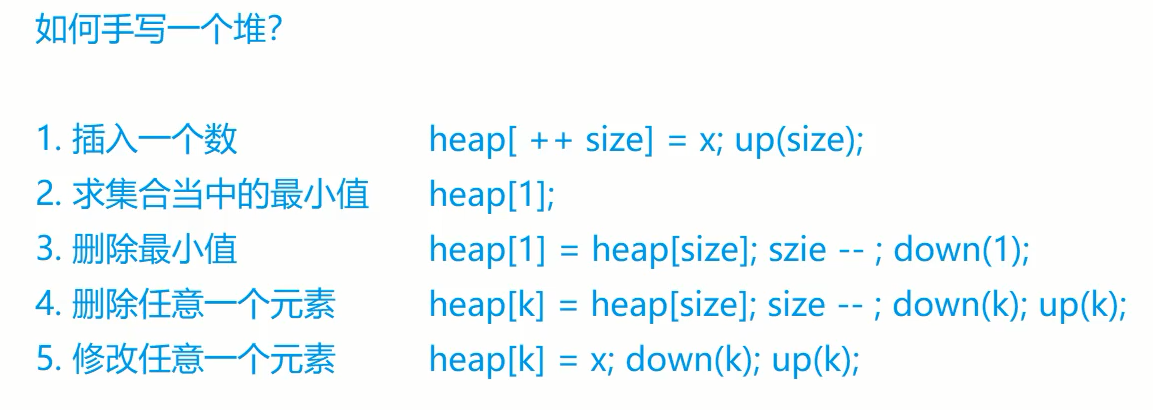 如何手写一个堆？
1. 插入一个数 heap[ ++ size] = x; up(size);
2. 求集合当中的最小值 heap[1];
3. 删除最小值 heap[1] = heap[size]; szie -- ; down(1);
4. 删除任意一个元素 heap[k] = heap[size]; size -- ; down(k); up(k);
5. 修改任意一个元素 heap[k] = x; down(k); up(k);